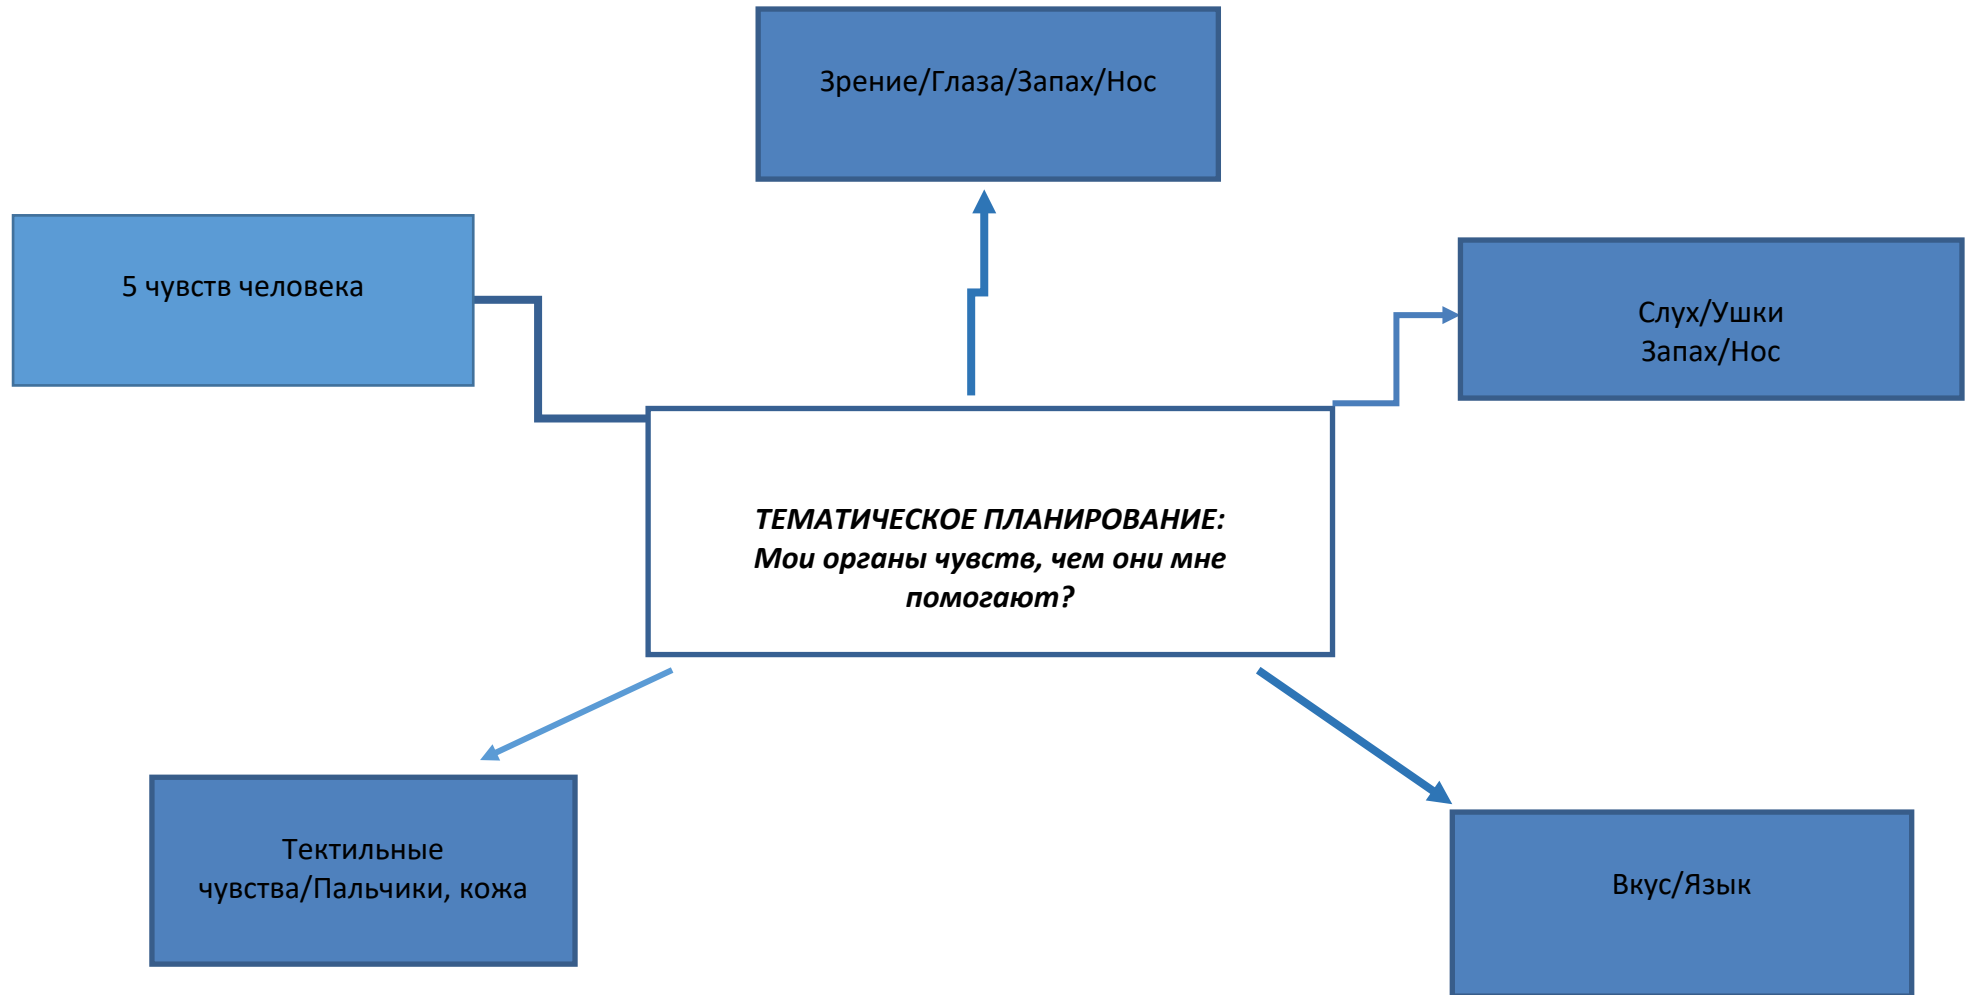 Зрение/Глаза/Запах/Нос
5 чувств человека
Слух/Ушки
Запах/Нос
ТЕМАТИЧЕСКОЕ ПЛАНИРОВАНИЕ:
Мои органы чувств, чем они мне
помогают?
Тектильные
чувства/Пальчики, кожа
Вкус/Язык